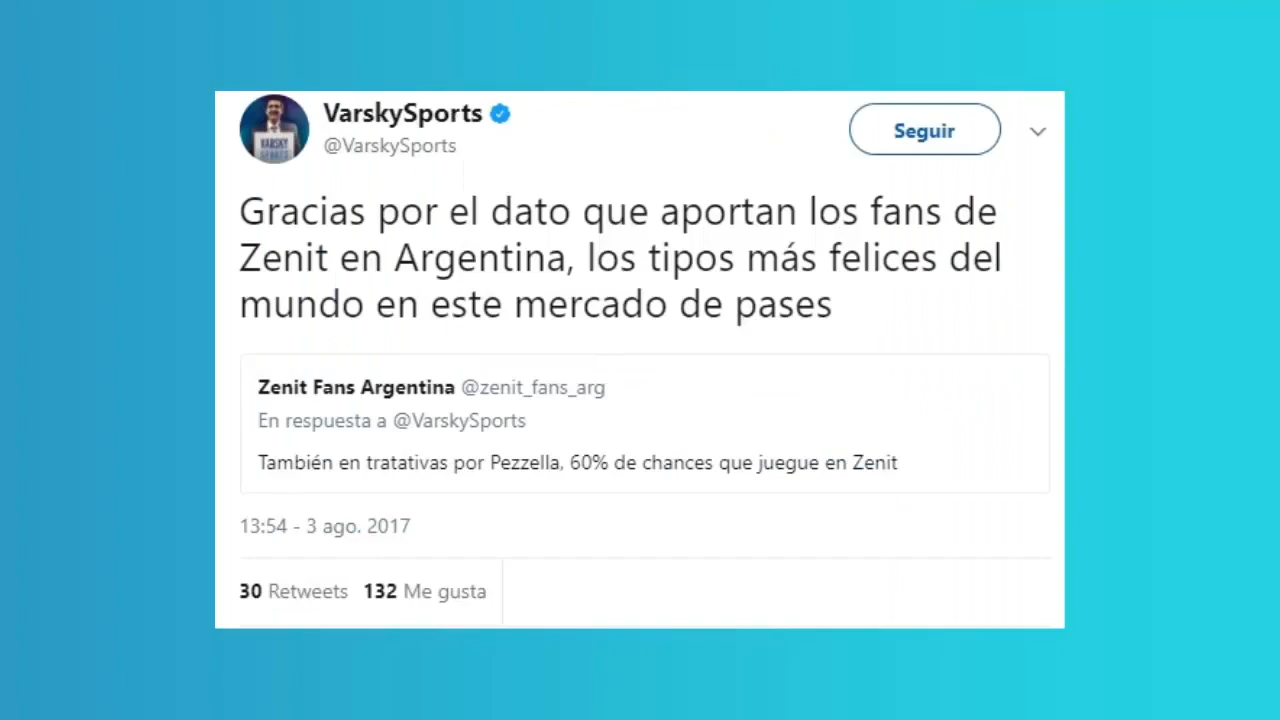 VarskySports
@VarskySports
Seguir
VARSKY
Gracias por el dato que aportan los fans de
Zenit en Argentina, los tipos más felices del
mundo en este mercado de pases
Zenit Fans Argentina @zenit_fans_arg
En respuesta a @VarskySports
También en tratativas por Pezzella, 60% de chances que juegue en Zenit
13:54 - 3 ago. 2017
30 Retweets 132 Me gusta